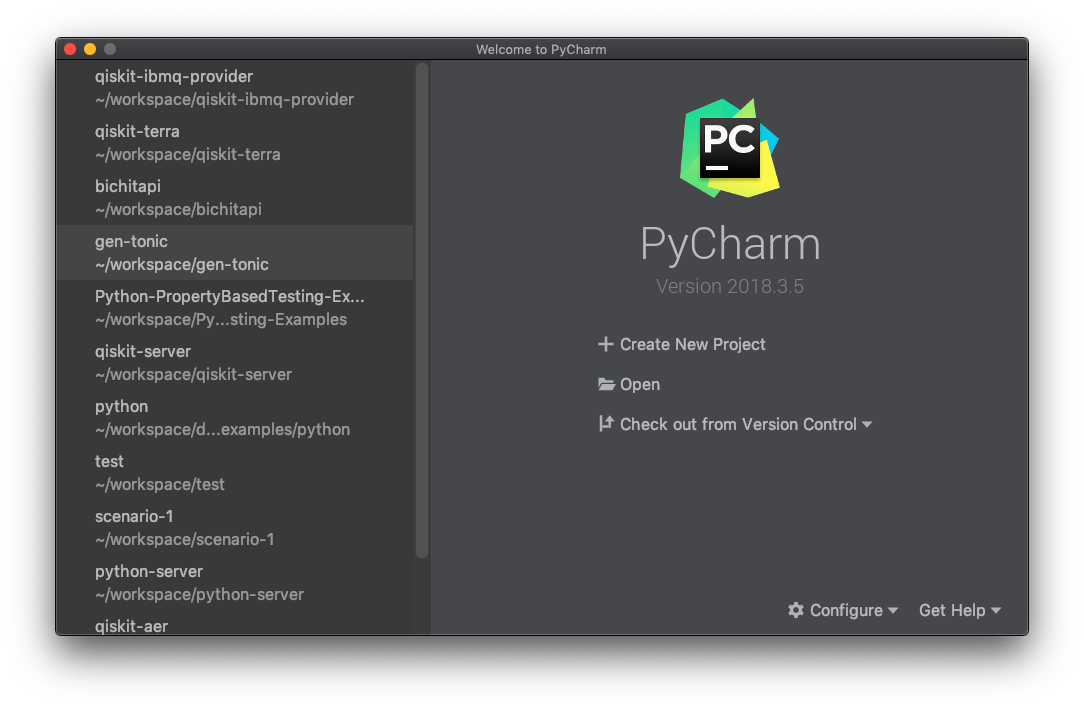 Welcome to PyCharm
qiskit-ibmq-provider
~/workspace/qiskit-ibmq-provider
qiskit-terra
~/workspace/qiskit-terra
bichitapi
~/workspace/bichitapi
gen-tonic
~/workspace/gen-tonic
Python-PropertyBasedTesting-Ex...
~/workspace/Py...sting-Examples
qiskit-server
~/workspace/qiskit-server
python
~/workspace/d...examples/python
test
~/workspace/test
scenario-1
~/workspace/scenario-1
python-server
~/workspace/python-server
qiskit-aer
PC
PyCharm
Version 2018.3.5
Create New Project
Open
Check out from Version Control
Configure
Get Help